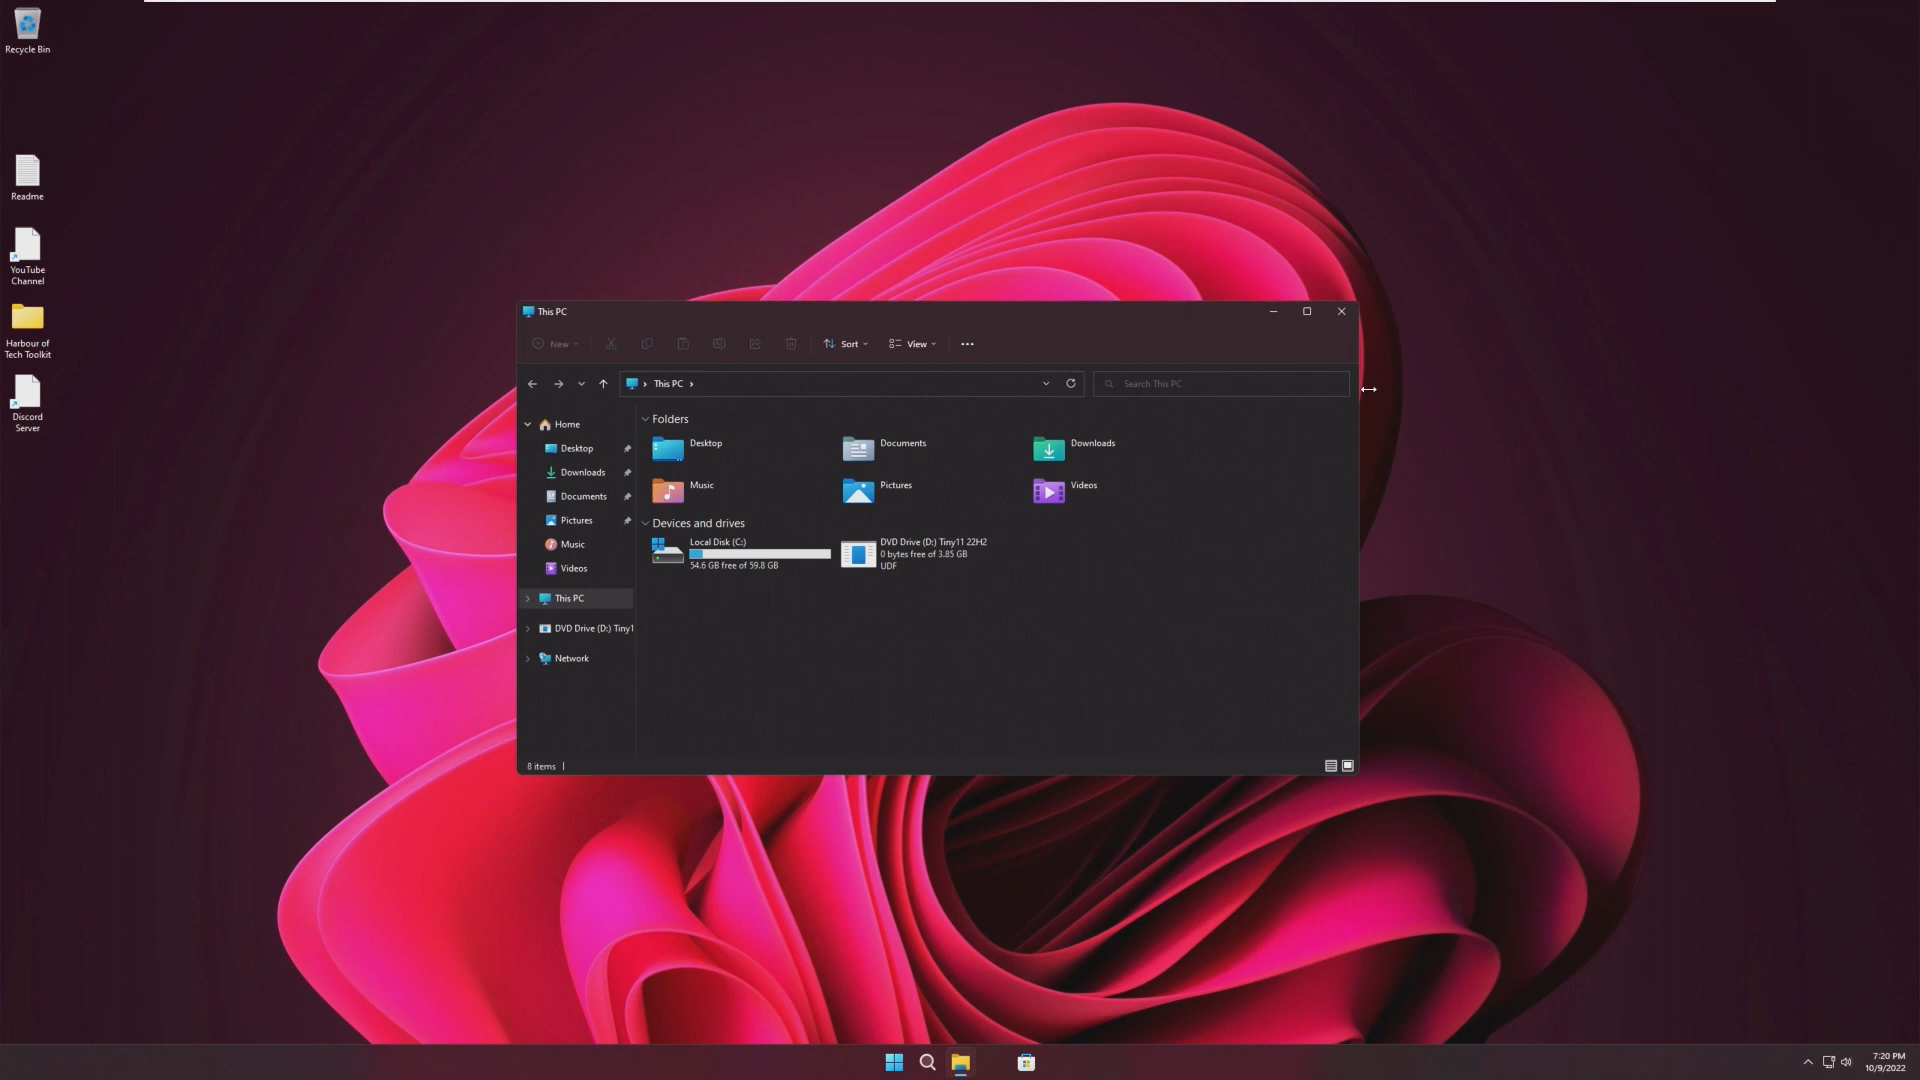 Recycle Bin
Readme
YouTube
Channel
Harbour of
Tech Toolkit
Discord
Server
This PC
New
Sort
View
This PC
Search This PC
Home
Desktop
Downloads
Documents
Pictures
Music
Videos
This PC
DVD Drive (D:) Tiny1
Network
Folders
Desktop
Documents
Downloads
Music
Pictures
Videos
Devices and drives
Local Disk (C:)
54.6 GB free of 59.8 GB
DVD Drive (D:) Tiny11 22H2
0 bytes free of 3.85 GB
UDF
8 items
7:20 PM
10/9/2022